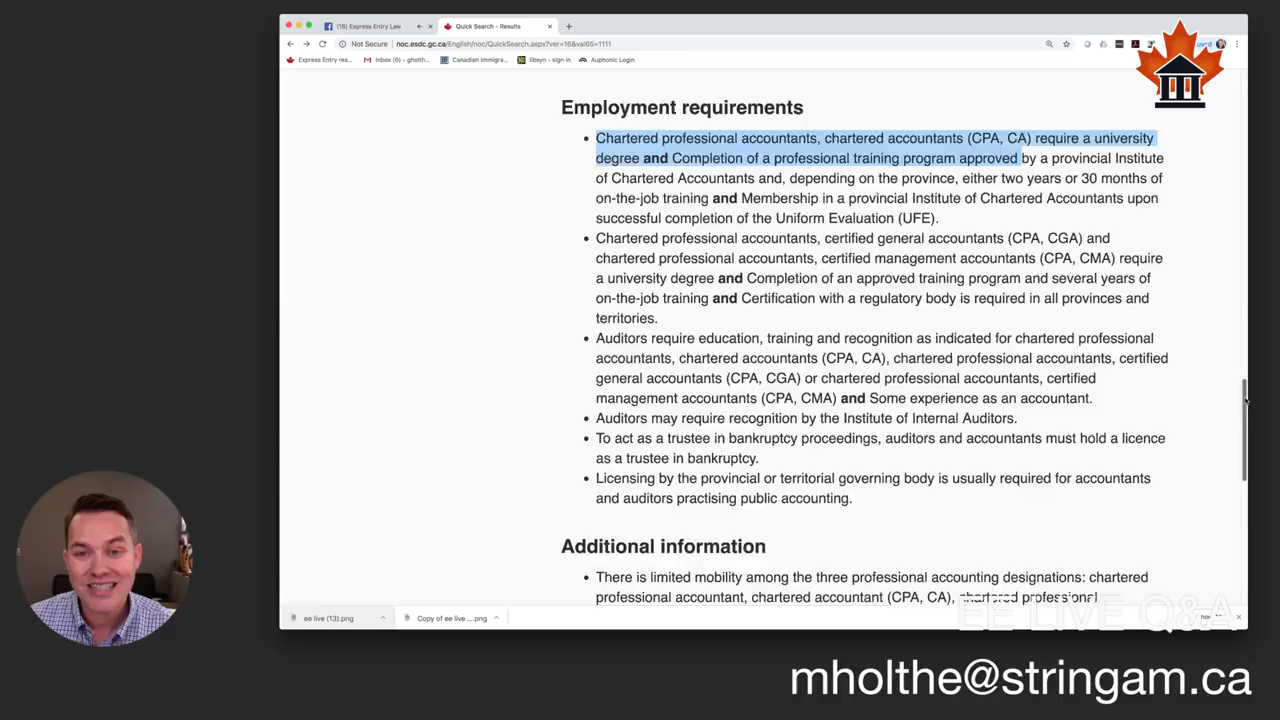 (16) Express Entry Law
Quick Search - Results
Not Secure
noc.esdc.gc.ca/English/noc/QuickSearch.aspx?ver=16&val65=1111
Express Entry res...
Inbox (6) - gholth...
Canadian immigra...
libsyn - sign in
Auphonic Login
Employment requirements
• Chartered professional accountants, chartered accountants (CPA, CA) require a university
degree and Completion of a professional training program approved by a provincial Institute
of Chartered Accountants and, depending on the province, either two years or 30 months of
on-the-job training and Membership in a provincial Institute of Chartered Accountants upon
successful completion of the Uniform Evaluation (UFE).
• Chartered professional accountants, certified general accountants (CPA, CGA) and
chartered professional accountants, certified management accountants (CPA, CMA) require
a university degree and Completion of an approved training program and several years of
on-the-job training and Certification with a regulatory body is required in all provinces and
territories.
• Auditors require education, training and recognition as indicated for chartered professional
accountants, chartered accountants (CPA, CA), chartered professional accountants, certified
general accountants (CPA, CGA) or chartered professional accountants, certified
management accountants (CPA, CMA) and Some experience as an accountant.
• Auditors may require recognition by the Institute of Internal Auditors.
• To act as a trustee in bankruptcy proceedings, auditors and accountants must hold a licence
as a trustee in bankruptcy.
• Licensing by the provincial or territorial governing body is usually required for accountants
and auditors practising public accounting.
Additional information
• There is limited mobility among the three professional accounting designations: chartered
professional accountant, chartered accountant (CPA, CA), chartered professional
EE LIVE Q&A
ee live (13).png
Copy of ee live ....png
mholthe@stringam.ca